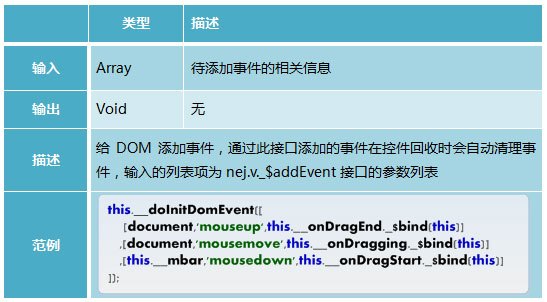 类型 描述
输入 Array 待添加事件的相关信息
输出 Void 无
描述 给 DOM 添加事件，通过此接口添加的事件在控件回收时会自动清理事
件，输入的列表项为 nej.v._$addEvent 接口的参数列表
范例
this.__doInitDomEvent([
[document,'mouseup',this.__onDragEnd._$bind(this)]
,[document,'mousemove',this.__onDragging._$bind(this)]
,[this.__mbar,'mousedown',this.__onDragStart._$bind(this)]
]);